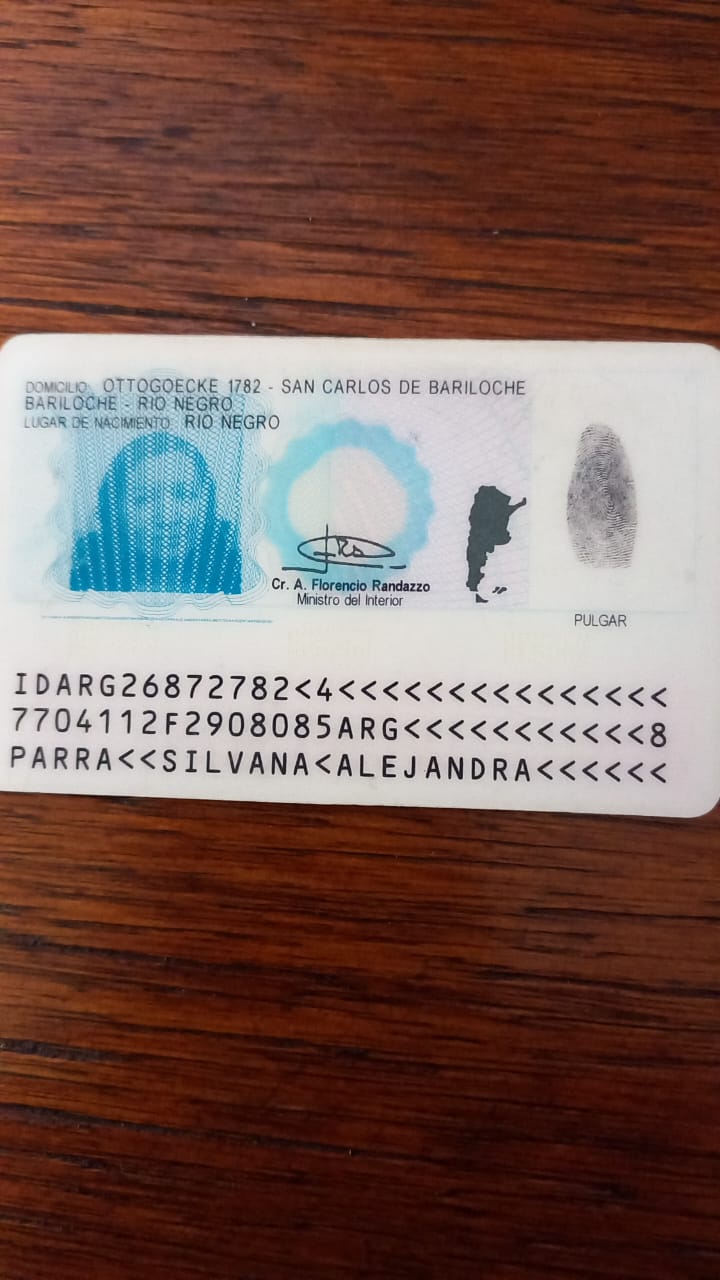 DOMICILIO: OTTOGOECKE 1782 - SAN CARLOS DE BARILOCHE
BARILOCHE - RIO NEGRO
LUGAR DE NACIMIENTO: RIO NEGRO
Cr. A. Florencio Randazzo
Ministro del Interior
PULGAR
IDARG26872782<4<<<<<<<<<<<<<<<
7704112F2908085ARG<<<<<<<<<<<8
PARRA<<SILVANA<ALEJANDRA<<<<<<